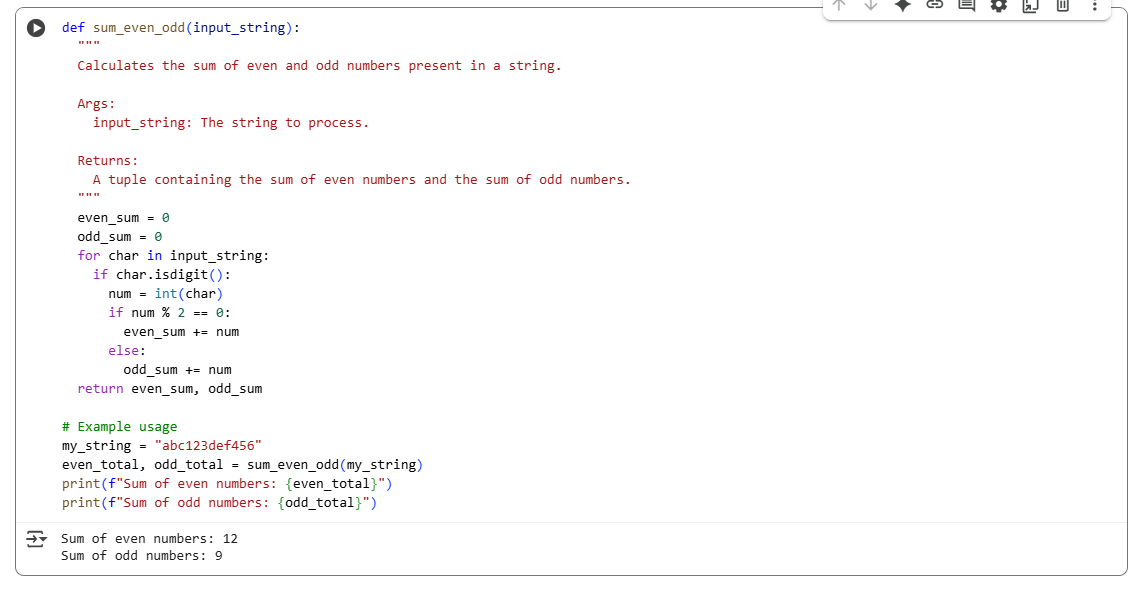 def sum_even_odd(input_string):
  """
  Calculates the sum of even and odd numbers present in a string.

  Args:
    input_string: The string to process.

  Returns:
    A tuple containing the sum of even numbers and the sum of odd numbers.
  """
  even_sum = 0
  odd_sum = 0
  for char in input_string:
    if char.isdigit():
      num = int(char)
      if num % 2 == 0:
        even_sum += num
      else:
        odd_sum += num
  return even_sum, odd_sum

# Example usage
my_string = "abc123def456"
even_total, odd_total = sum_even_odd(my_string)
print(f"Sum of even numbers: {even_total}")
print(f"Sum of odd numbers: {odd_total}")
Sum of even numbers: 12
Sum of odd numbers: 9